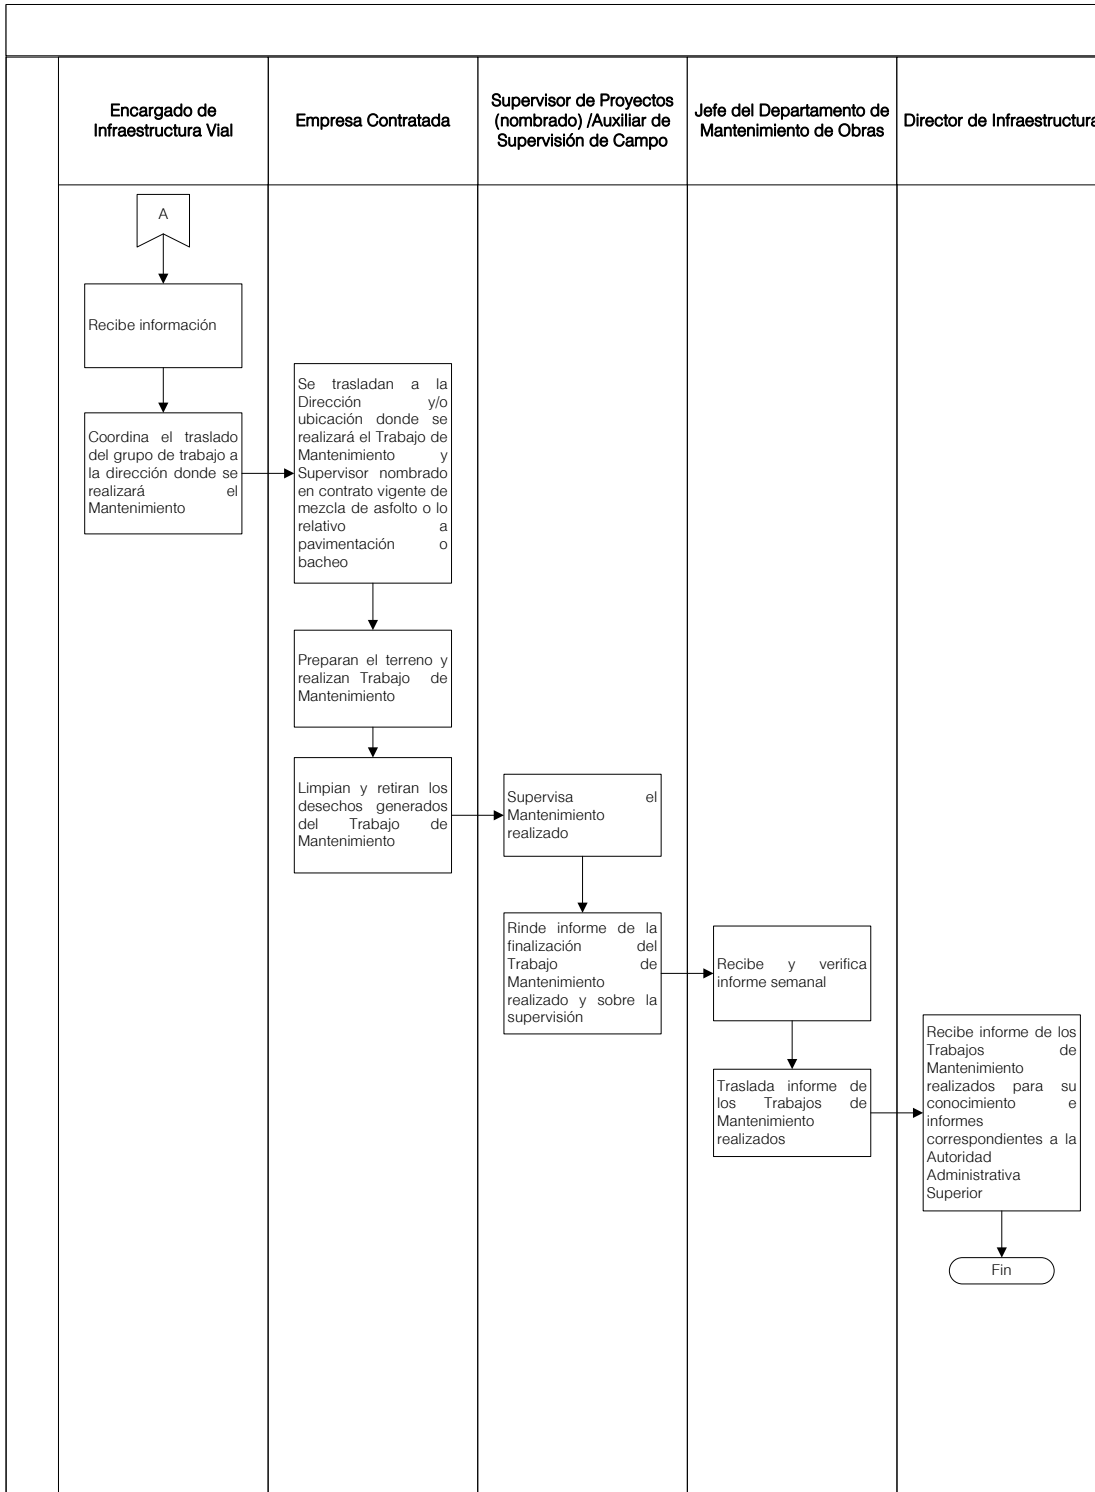 Encargado de
Infraestructura Vial
Empresa Contratada
Supervisor de Proyectos
(nombrado) /Auxiliar de
Supervisión de Campo
Jefe del Departamento de
Mantenimiento de Obras
Director de Infraestructura
A
Recibe información
Coordina el traslado
del grupo de trabajo a
la dirección donde se
realizará el
Mantenimiento
Se trasladan a la
Dirección y/o
ubicación donde se
realizará el Trabajo de
Mantenimiento y
Supervisor nombrado
en contrato vigente de
mezcla de asfolto o lo
relativo a
pavimentación o
bacheo
Preparan el terreno y
realizan Trabajo de
Mantenimiento
Limpian y retiran los
desechos generados
del Trabajo de
Mantenimiento
Supervisa el
Mantenimiento
realizado
Rinde informe de la
finalización del
Trabajo de
Mantenimiento
realizado y sobre la
supervisión
Recibe y verifica
informe semanal
Traslada informe de
los Trabajos de
Mantenimiento
realizados
Recibe informe de los
Trabajos de
Mantenimiento
realizados para su
conocimiento e
informes
correspondientes a la
Autoridad
Administrativa
Superior
Fin